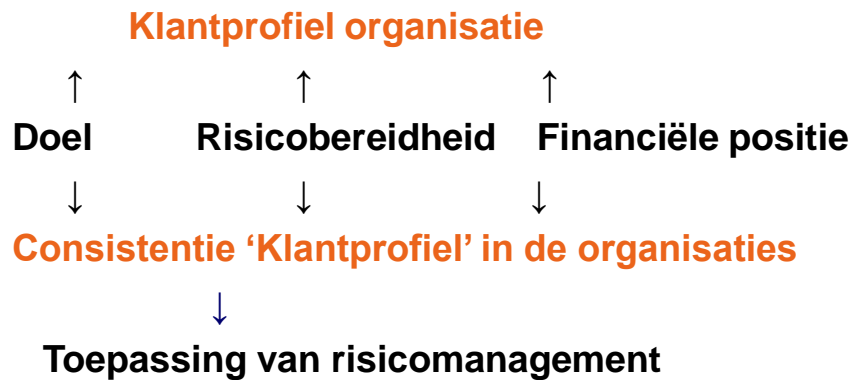 Klantprofiel organisatie
↑ ↑ ↑
Doel Risicobereidheid Financiële positie
↓ ↓ ↓
Consistentie ‘Klantprofiel’ in de organisaties
↓
Toepassing van risicomanagement